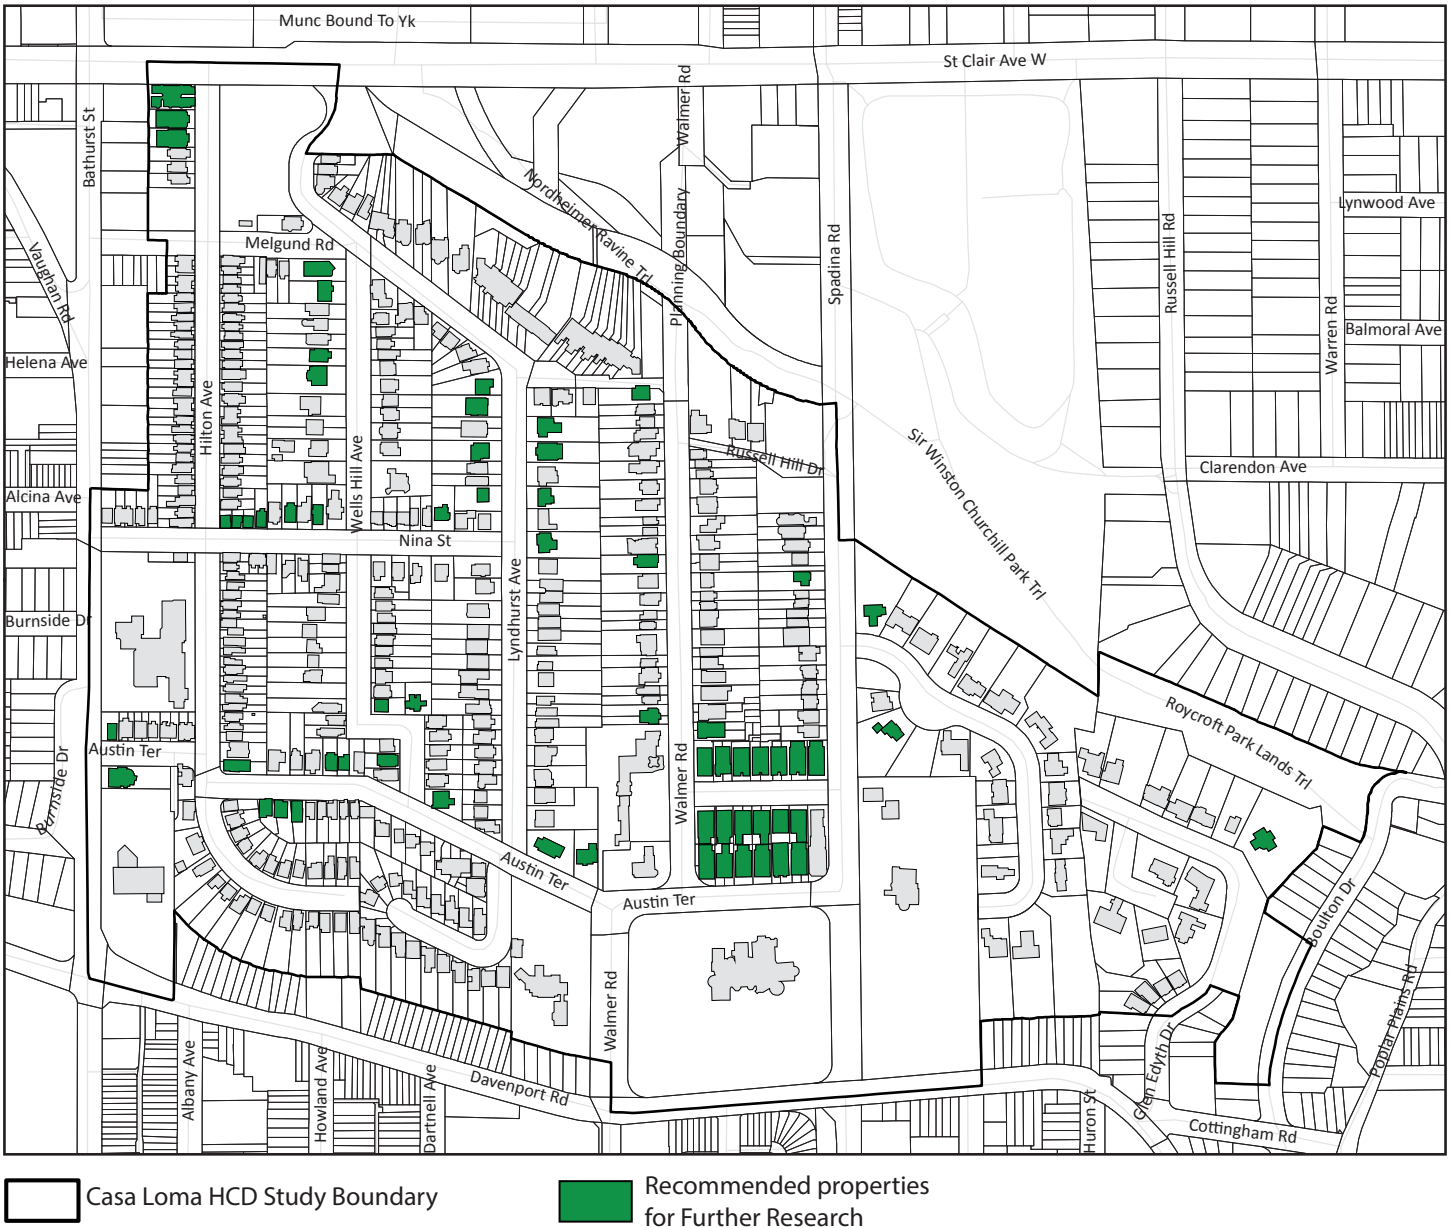 Munc Bound To Yk
St Clair Ave W
Bathurst St
Walmer Rd
Nordheimer Ravine Trl
Planning Boundary
Spadina Rd
Russell Hill Rd
Lynwood Ave
Melgund Rd
Vaughan Rd
Warren Rd
Balmoral Ave
Helena Ave
Hilton Ave
Wells Hill Ave
Russell Hill Dr
Sir Winston Churchill Park Trl
Clarendon Ave
Alcina Ave
Nina St
Lyndhurst Ave
Burnside Dr
Roycroft Park Lands Trl
Austin Ter
Burnside Dr
Walmer Rd
Austin Ter
Austin Ter
Boulton Dr
Walmer Rd
Poplar Plains Rd
Albany Ave
Howland Ave
Dartnell Ave
Davenport Rd
Huron St
Glen Edyth Dr
Cottingham Rd
Casa Loma HCD Study Boundary
Recommended properties
for Further Research